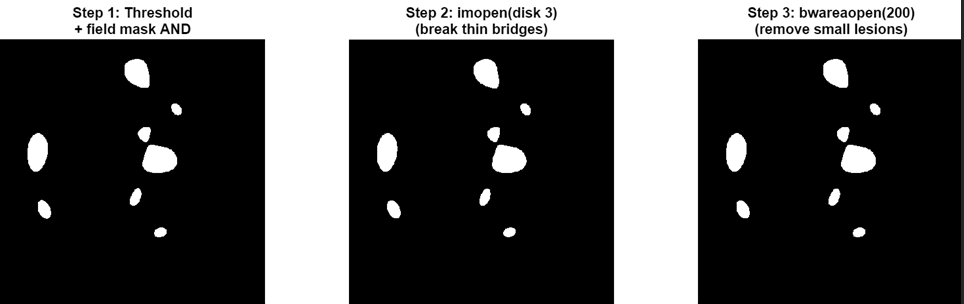 Step 1: Threshold
+ field mask AND
Step 2: imopen(disk 3)
(break thin bridges)
Step 3: bwareaopen(200)
(remove small lesions)